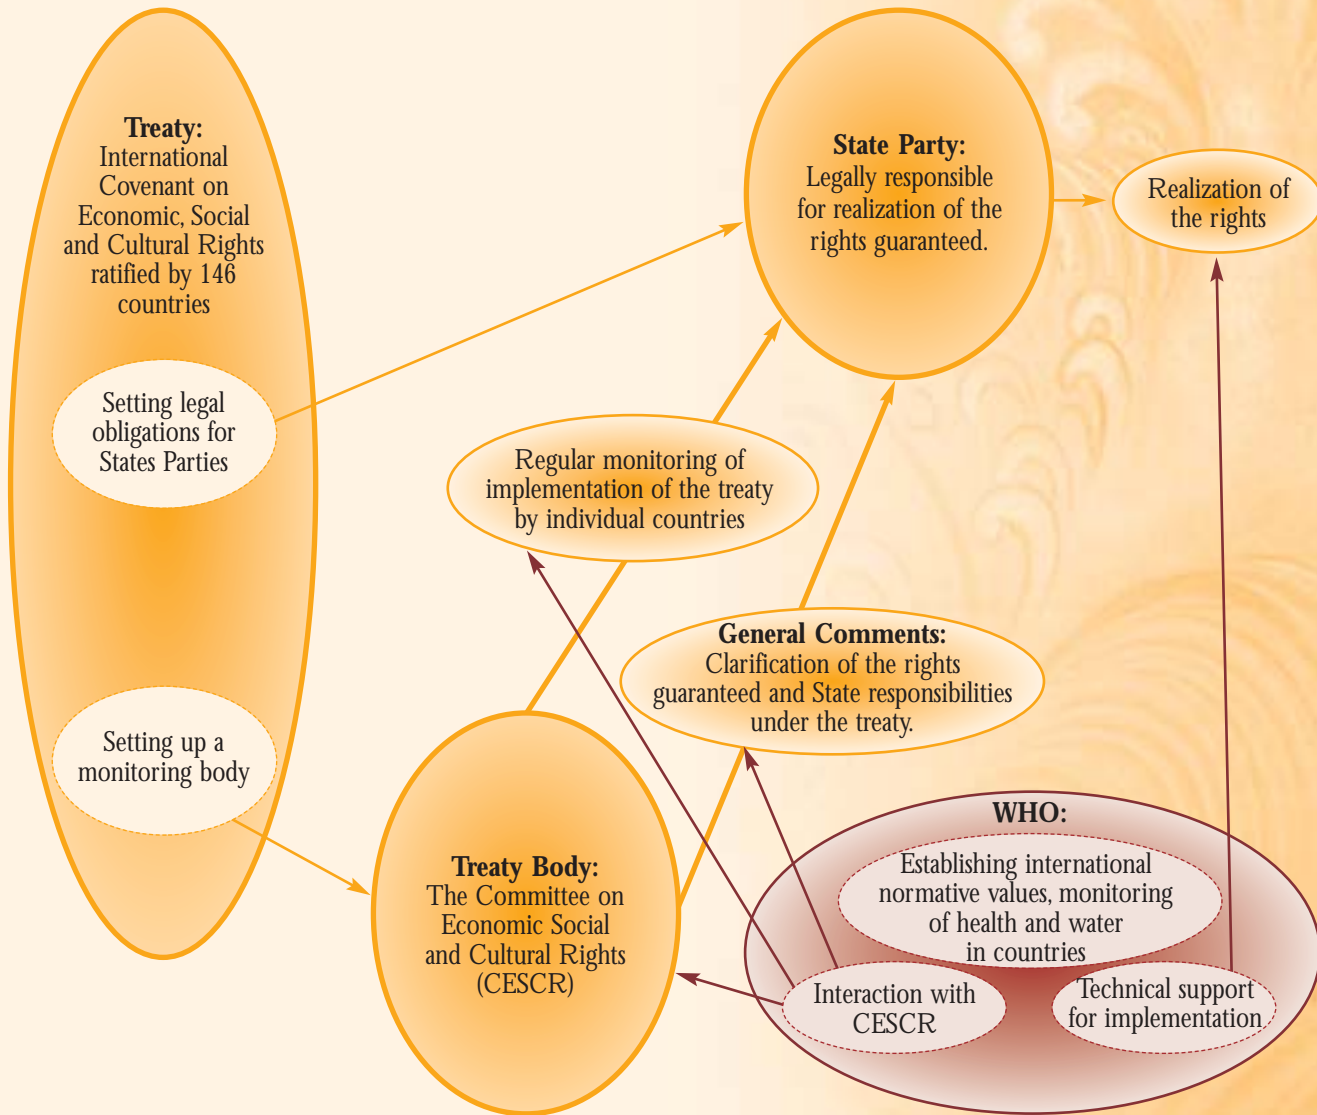 Treaty:
International
Covenant on
Economic, Social
and Cultural Rights
ratified by 146
countries
Setting legal
obligations for
States Parties
Setting up a
monitoring body
State Party:
Legally responsible
for realization of the
rights guaranteed.
Realization of
the rights
Regular monitoring of
implementation of the treaty
by individual countries
General Comments:
Clarification of the rights
guaranteed and State responsibilities
under the treaty.
Treaty Body:
The Committee on
Economic Social
and Cultural Rights
(CESCR)
WHO:
Establishing international
normative values, monitoring
of health and water
in countries
Interaction with
CESCR
Technical support
for implementation